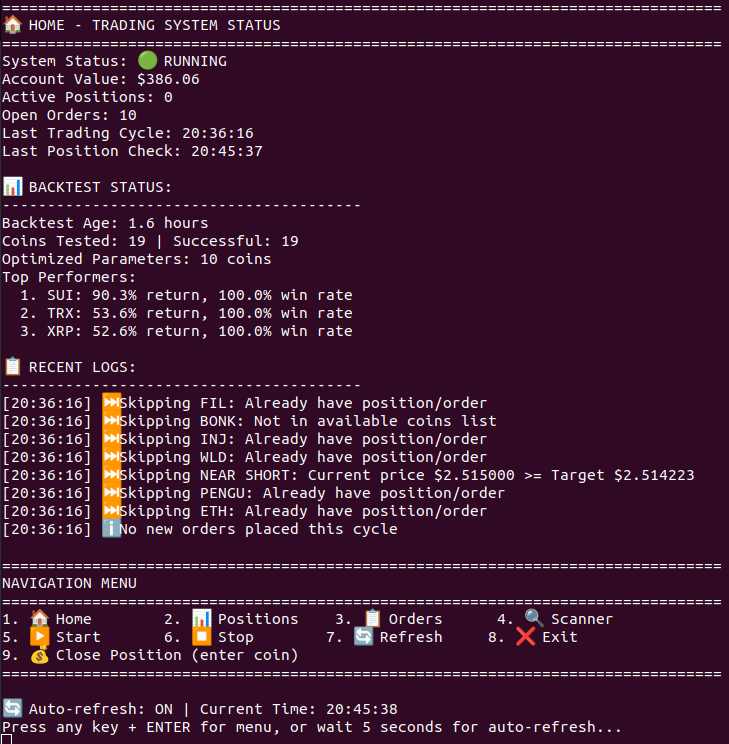 ================================================================================
🏠 HOME - TRADING SYSTEM STATUS
================================================================================
System Status: 🟢 RUNNING
Account Value: $386.06
Active Positions: 0
Open Orders: 10
Last Trading Cycle: 20:36:16
Last Position Check: 20:45:37
📊 BACKTEST STATUS:
----------------------------------------
Backtest Age: 1.6 hours
Coins Tested: 19 | Successful: 19
Optimized Parameters: 10 coins
Top Performers:
  1. SUI: 90.3% return, 100.0% win rate
  2. TRX: 53.6% return, 100.0% win rate
  3. XRP: 52.6% return, 100.0% win rate
📋 RECENT LOGS:
----------------------------------------
[20:36:16] ⏭️Skipping FIL: Already have position/order
[20:36:16] ⏭️Skipping BONK: Not in available coins list
[20:36:16] ⏭️Skipping INJ: Already have position/order
[20:36:16] ⏭️Skipping WLD: Already have position/order
[20:36:16] ⏭️Skipping NEAR SHORT: Current price $2.515000 >= Target $2.514223
[20:36:16] ⏭️Skipping PENGU: Already have position/order
[20:36:16] ⏭️Skipping ETH: Already have position/order
[20:36:16] ℹ️No new orders placed this cycle
================================================================================
NAVIGATION MENU
================================================================================
1. 🏠 Home        2. 📊 Positions    3. 📋 Orders      4. 🔍 Scanner
5. ▶️ Start       6. ⏹️ Stop        7. 🔄 Refresh     8. ❌ Exit
9. 💰 Close Position (enter coin)
================================================================================
🔄 Auto-refresh: ON | Current Time: 20:45:38
Press any key + ENTER for menu, or wait 5 seconds for auto-refresh...